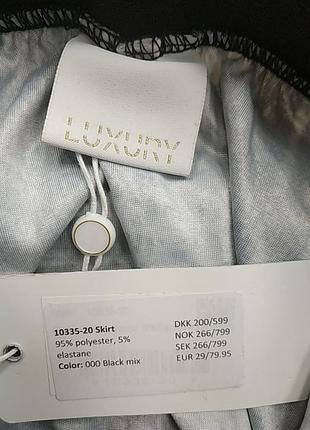 LUXURY
10335-20 Skirt
95% polyester, 5%
elastane
Color: 000 Black mix
DKK 200/599
NOK 266/799
SEK 266/799
EUR 29/79.95